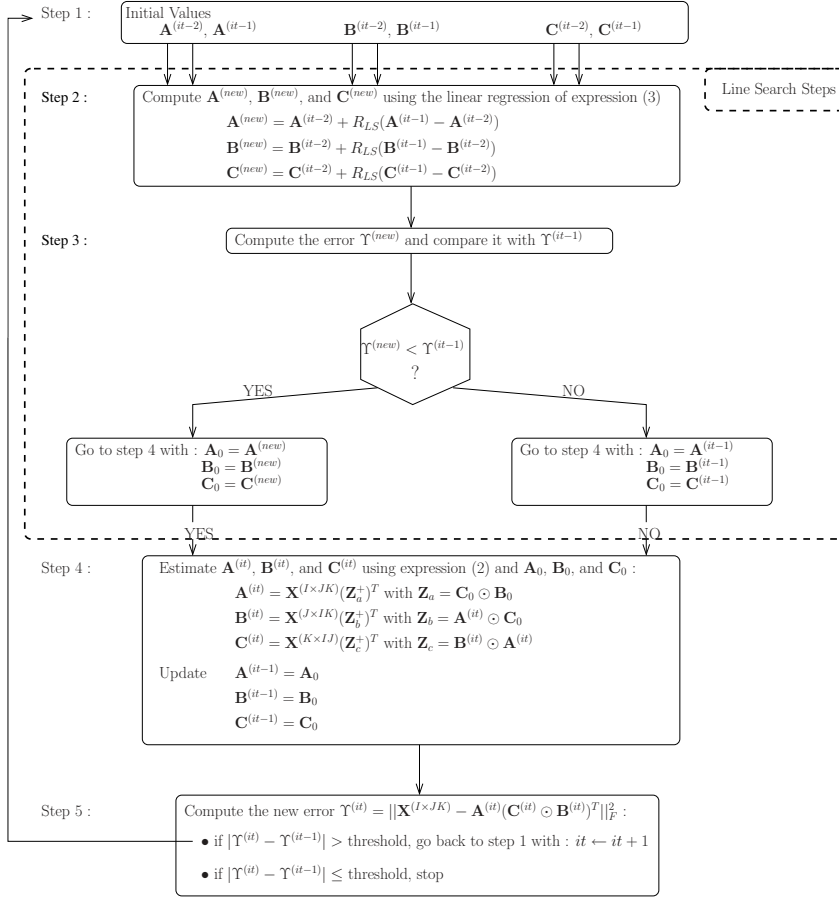 Step 1 :
Initial Values
A^{(it−2)}, A^{(it−1)} B^{(it−2)}, B^{(it−1)} C^{(it−2)}, C^{(it−1)}
Line Search Steps
Step 2 :
Compute A^{(new)}, B^{(new)}, and C^{(new)} using the linear regression of expression (3)
A^{(new)} = A^{(it−2)} + R_{LS}(A^{(it−1)} − A^{(it−2)})
B^{(new)} = B^{(it−2)} + R_{LS}(B^{(it−1)} − B^{(it−2)})
C^{(new)} = C^{(it−2)} + R_{LS}(C^{(it−1)} − C^{(it−2)})
Step 3 :
Compute the error Υ^{(new)} and compare it with Υ^{(it−1)}
Υ^{(new)} < Υ^{(it−1)}
?
YES
NO
Go to step 4 with : A_0 = A^{(new)}
B_0 = B^{(new)}
C_0 = C^{(new)}
Go to step 4 with : A_0 = A^{(it−1)}
B_0 = B^{(it−1)}
C_0 = C^{(it−1)}
YES
NO
Step 4 :
Estimate A^{(it)}, B^{(it)}, and C^{(it)} using expression (2) and A_0, B_0, and C_0 :
A^{(it)} = X^{(I×JK)}(Z_a^+)^T with Z_a = C_0 ⊙ B_0
B^{(it)} = X^{(J×IK)}(Z_b^+)^T with Z_b = A^{(it)} ⊙ C_0
C^{(it)} = X^{(K×IJ)}(Z_c^+)^T with Z_c = B^{(it)} ⊙ A^{(it)}
Update A^{(it−1)} = A_0
B^{(it−1)} = B_0
C^{(it−1)} = C_0
Step 5 :
Compute the new error Υ^{(it)} = ||X^{(I×JK)} − A^{(it)}(C^{(it)} ⊙ B^{(it)})^T||_F^2 :
• if |Υ^{(it)} − Υ^{(it−1)}| > threshold, go back to step 1 with : it ← it + 1
• if |Υ^{(it)} − Υ^{(it−1)}| ≤ threshold, stop